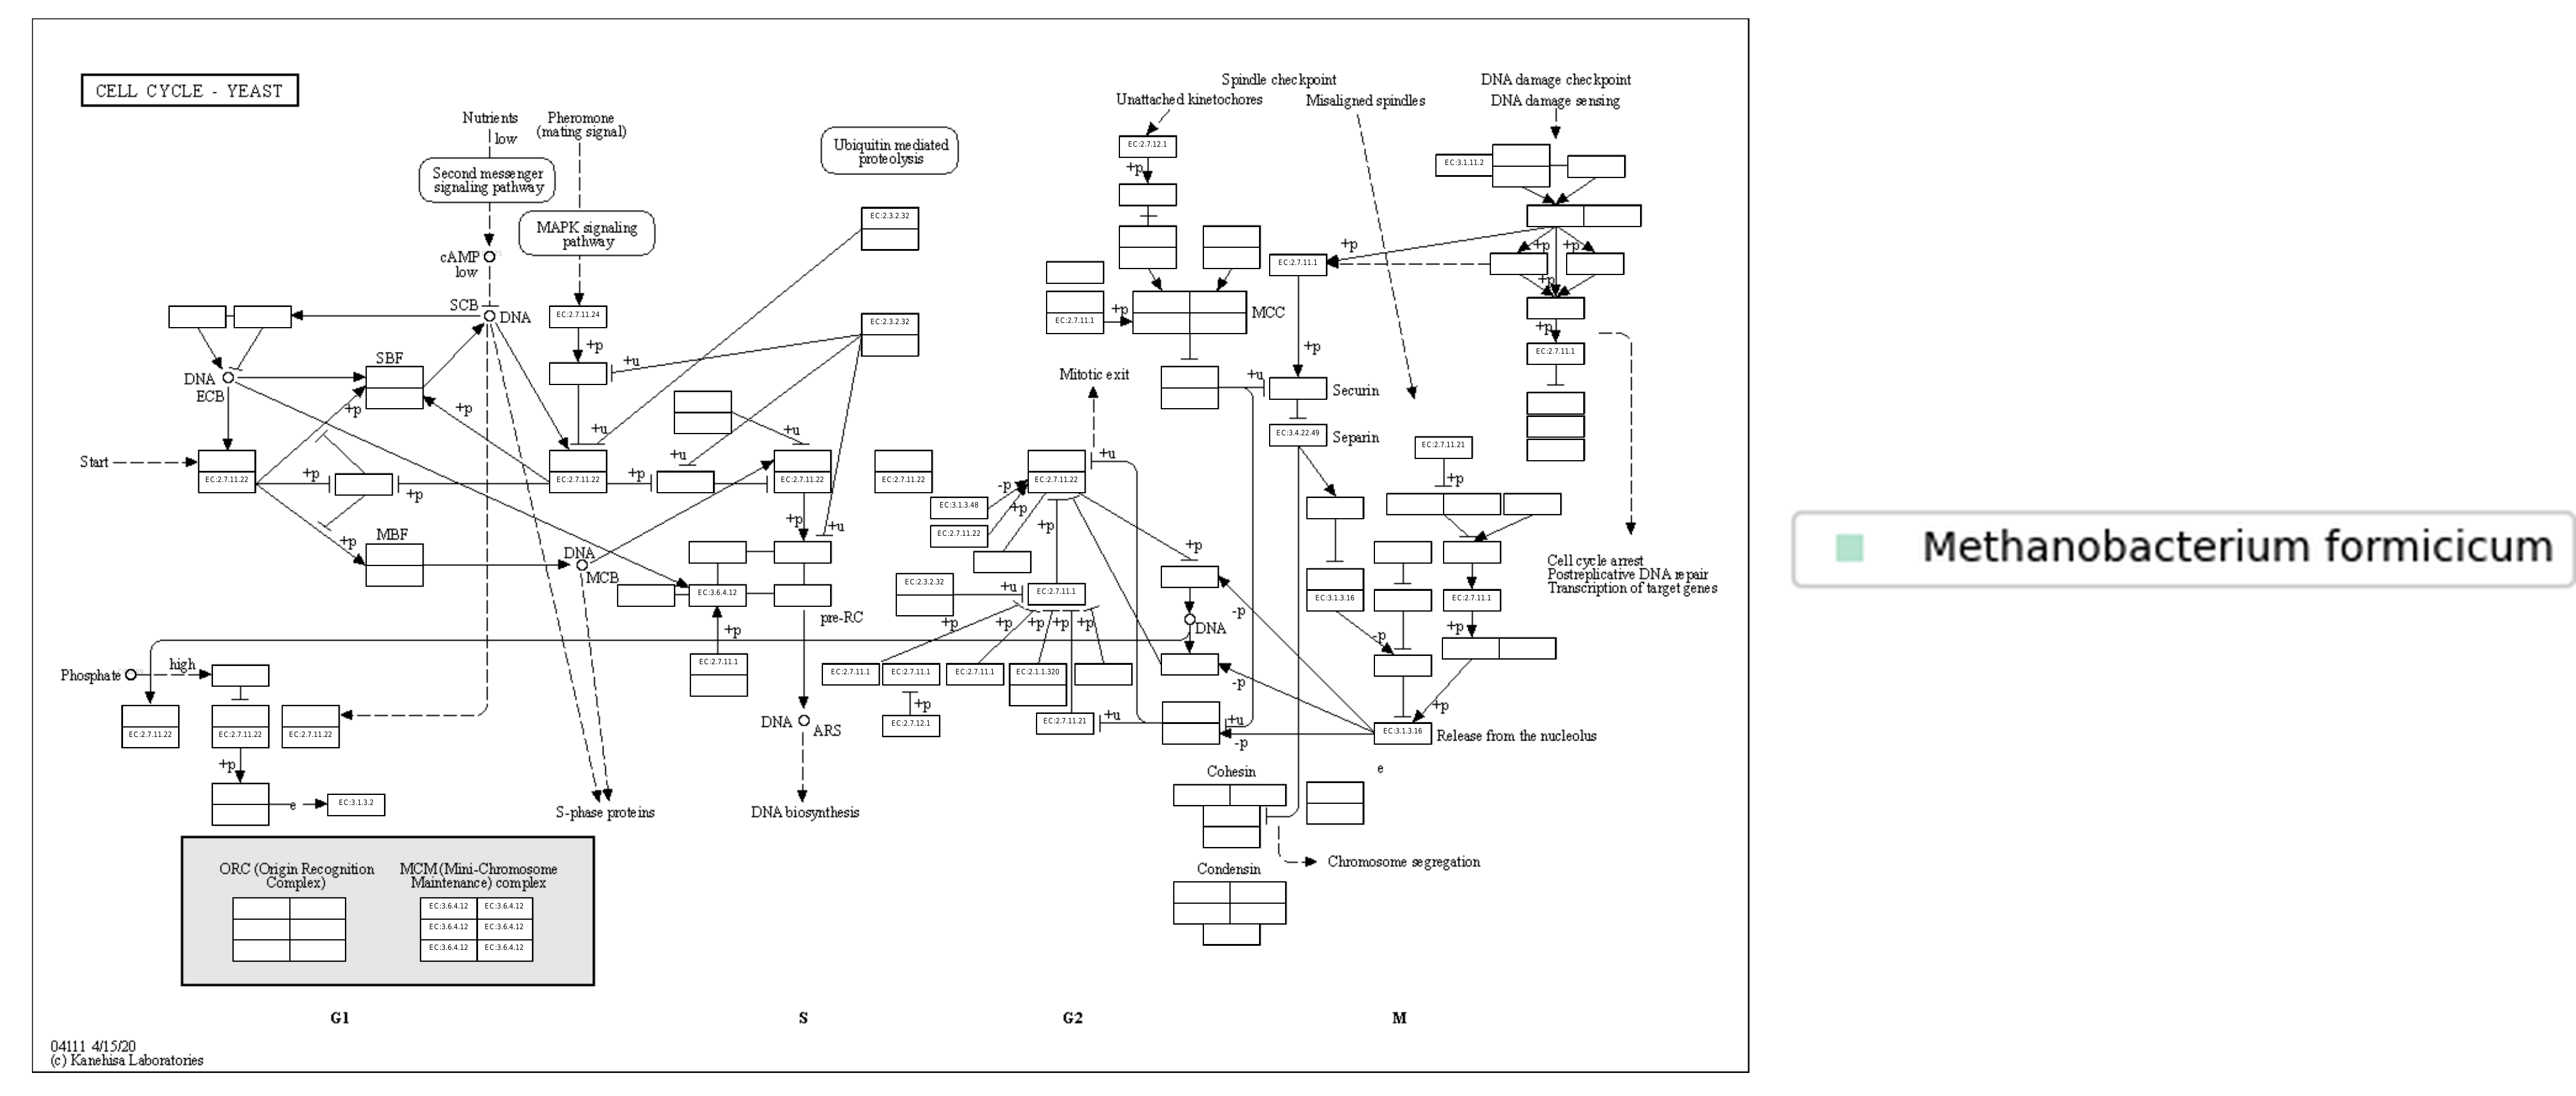 CELL CYCLE - YEAST
Nutrients
low
Pheromone
(mating signal)
Second messenger
signaling pathway
MAPK signaling
pathway
Ubiquitin mediated
proteolysis
Spindle checkpoint
Unattached kinetochores
Misaligned spindles
DNA damage checkpoint
DNA damage sensing
EC:2.7.12.1
+p
EC:3.1.11.2
EC:2.3.2.32
cAMP
low
SCB
DNA
EC:2.7.11.24
+p
+u
EC:2.3.2.32
EC:2.7.11.1
+p
MCC
EC:2.7.11.1
+p
+p
+p
+p
+p
EC:2.7.11.1
+p
SBF
DNA
ECB
+p
+p
+u
+u
+u
Mitotic exit
+u
Securin
EC:3.4.22.49
Separin
EC:2.7.11.21
+p
Start
EC:2.7.11.22
+p
+p
EC:2.7.11.22
+p
EC:2.7.11.22
EC:2.7.11.22
EC:2.7.11.22
+u
EC:3.1.3.48
-p
+p
EC:2.7.11.22
+p
+p
+p
+u
MBF
+p
DNA
MCB
EC:3.6.4.12
pre-RC
+p
EC:2.3.2.32
+u
EC:2.7.11.1
+p
+p
+p
+p
DNA
-p
EC:3.1.3.16
-p
EC:2.7.11.1
+p
Cell cycle arrest
Postreplicative DNA repair
Transcription of target genes
Phosphate
high
EC:2.7.11.1
EC:2.7.11.1
EC:2.7.11.1
EC:2.7.11.1
EC:2.1.1.320
+p
EC:2.7.12.1
EC:2.7.11.21
+u
+u
-p
-p
+p
EC:3.1.3.16
Release from the nucleolus
e
EC:2.7.11.22
EC:2.7.11.22
EC:2.7.11.22
+p
e
EC:3.1.3.2
DNA
ARS
S-phase proteins
DNA biosynthesis
Cohesin
Chromosome segregation
Condensin
ORC (Origin Recognition
Complex)
MCM (Mini-Chromosome
Maintenance) complex
EC:3.6.4.12 EC:3.6.4.12
EC:3.6.4.12 EC:3.6.4.12
EC:3.6.4.12 EC:3.6.4.12
G1
S
G2
M
04111 4/15/20
(c) Kanehisa Laboratories
Methanobacterium formicicum